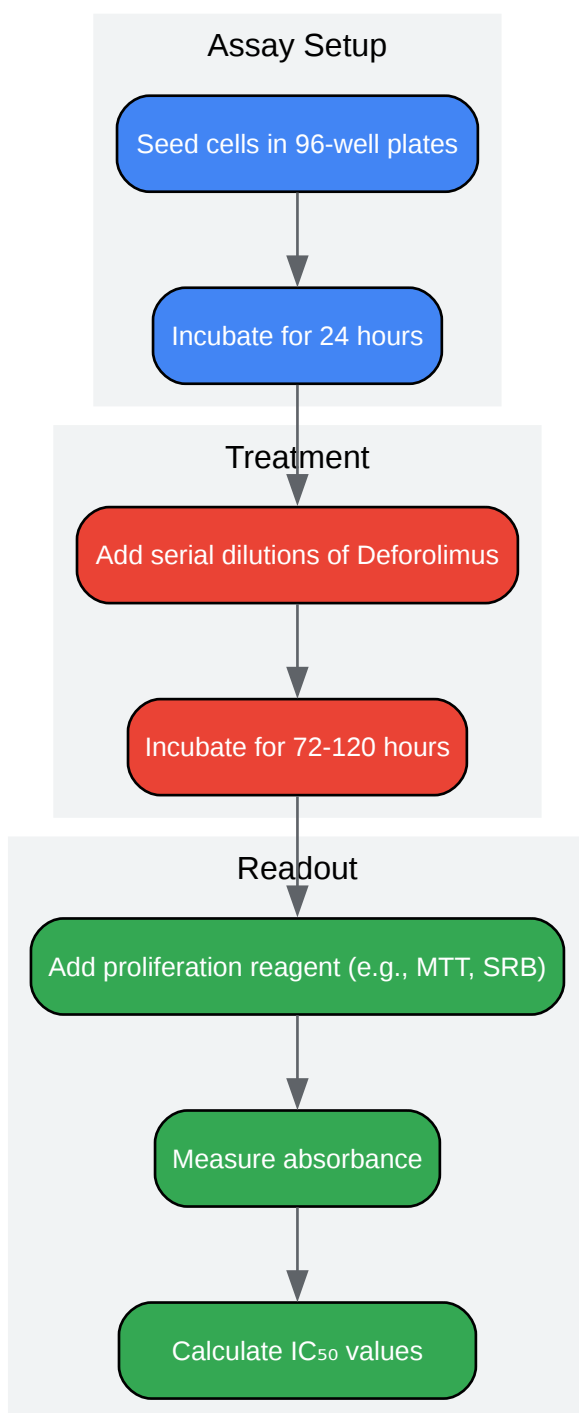 Assay Setup
Seed cells in 96-well plates
Incubate for 24 hours
Treatment
Add serial dilutions of Deforolimus
Incubate for 72-120 hours
Readout
Add proliferation reagent (e.g., MTT, SRB)
Measure absorbance
Calculate IC₅₀ values